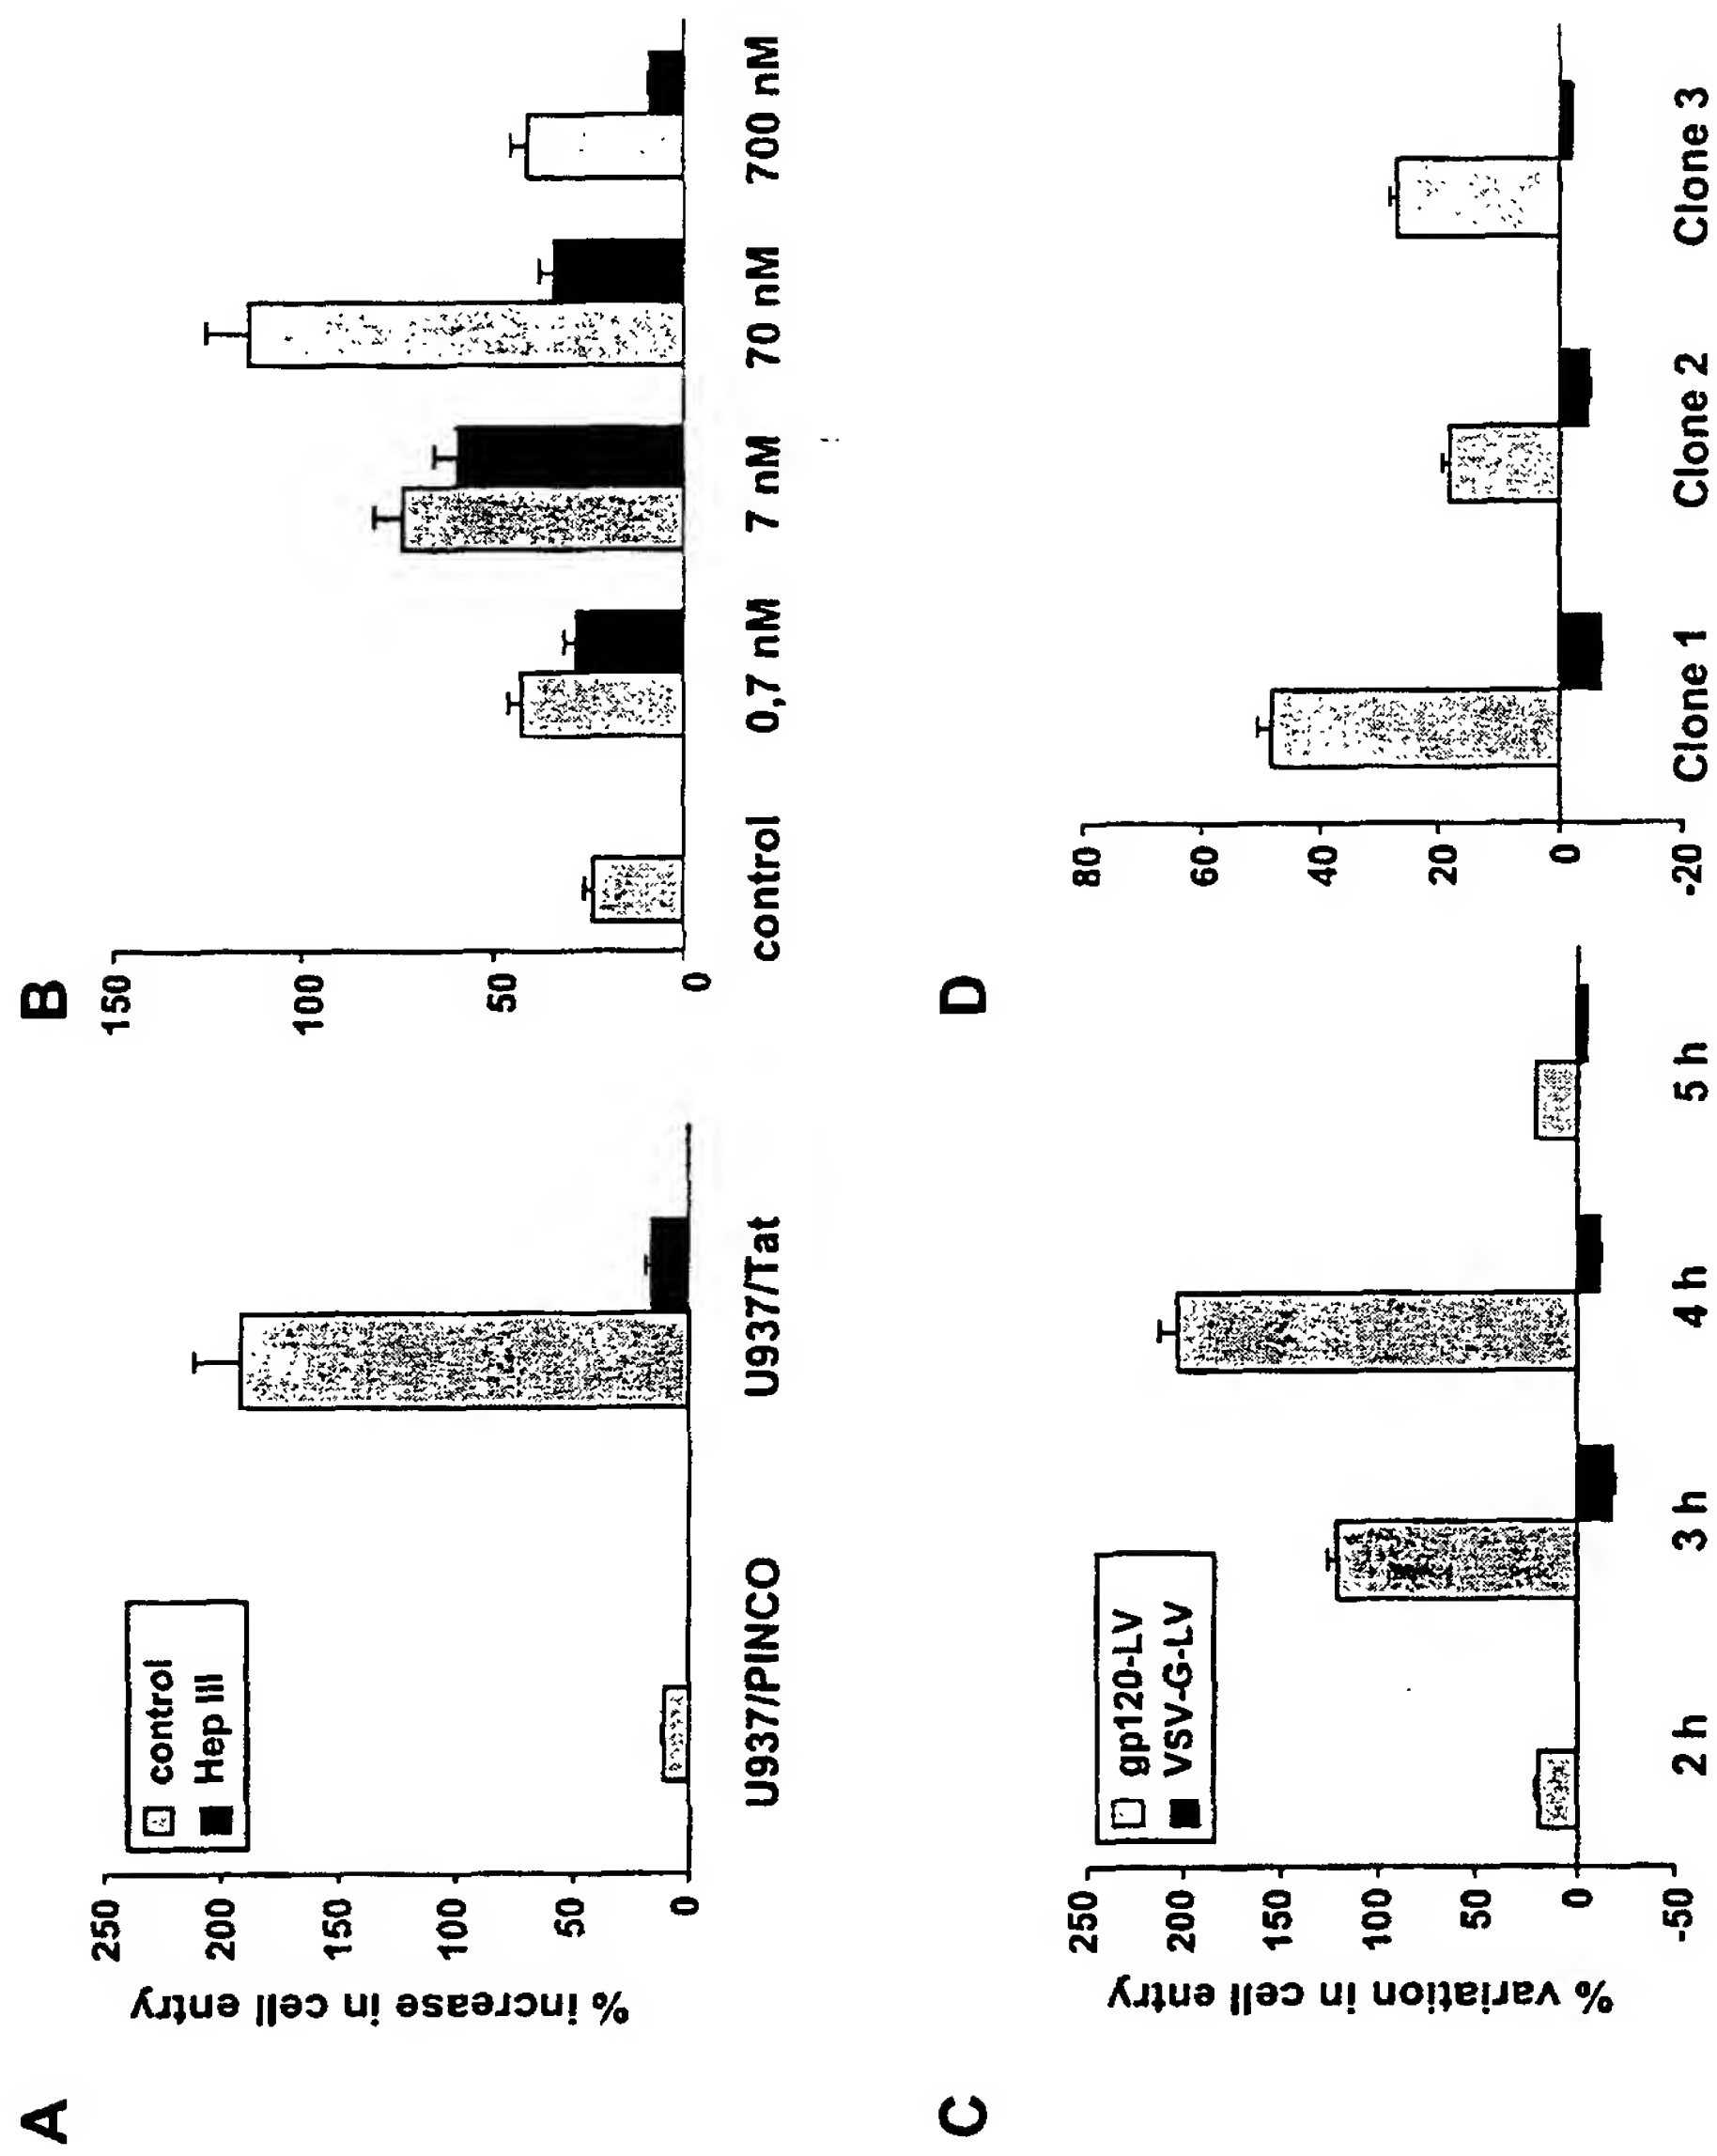 A
% increase in cell entry
250
200
150
100
50
0
control
Hep III
U937/PINCO
U937/Tat
B
150
100
50
0
control
0,7 nM
7 nM
70 nM
700 nM
C
% variation in cell entry
250
200
150
100
50
0
-50
gp120-LV
VSV-G-LV
2 h
3 h
4 h
5 h
D
80
60
40
20
0
-20
Clone 1
Clone 2
Clone 3